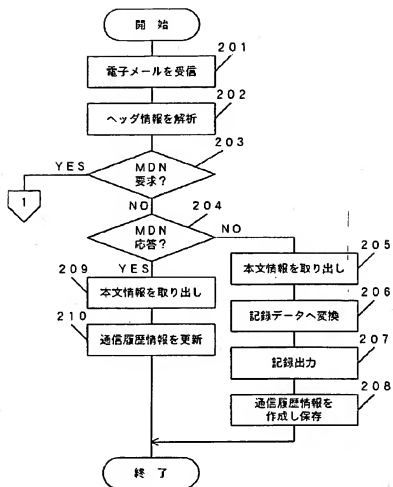 開 始
201
電子メールを受信
202
ヘッダ情報を解析
203
YES
MDN
要求?
1
NO
204
MDN
応答?
NO
YES
205
本文情報を取り出し
209
本文情報を取り出し
206
記録データへ変換
210
通信履歴情報を更新
207
記録出力
208
通信履歴情報を
作成し保存
終 了